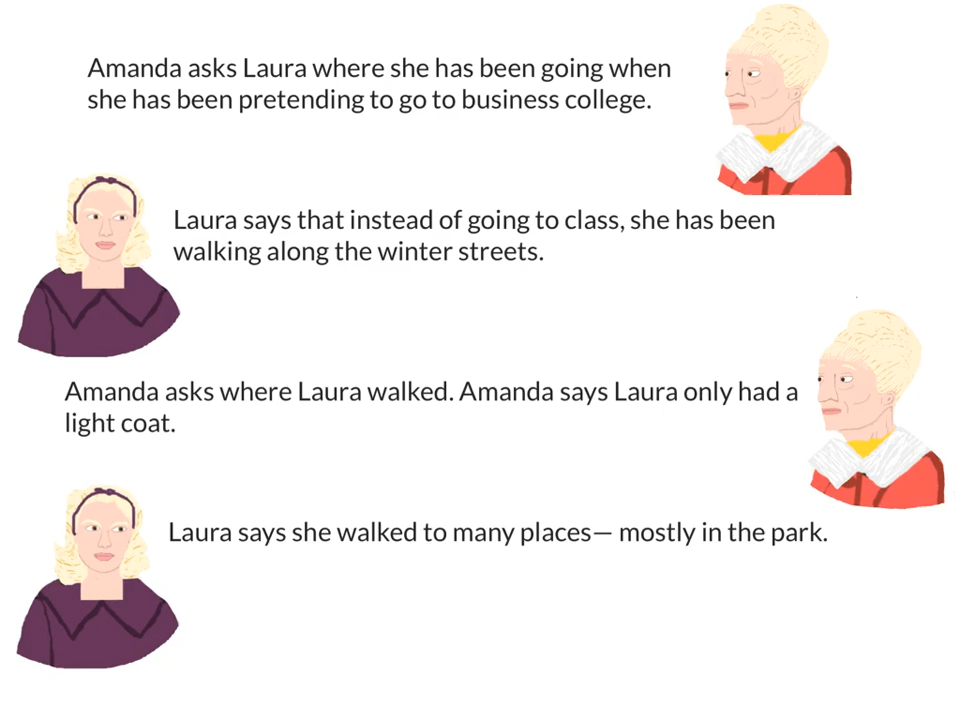 Amanda asks Laura where she has been going when
she has been pretending to go to business college.
Laura says that instead of going to class, she has been
walking along the winter streets.
Amanda asks where Laura walked. Amanda says Laura only had a
light coat.
Laura says she walked to many places— mostly in the park.